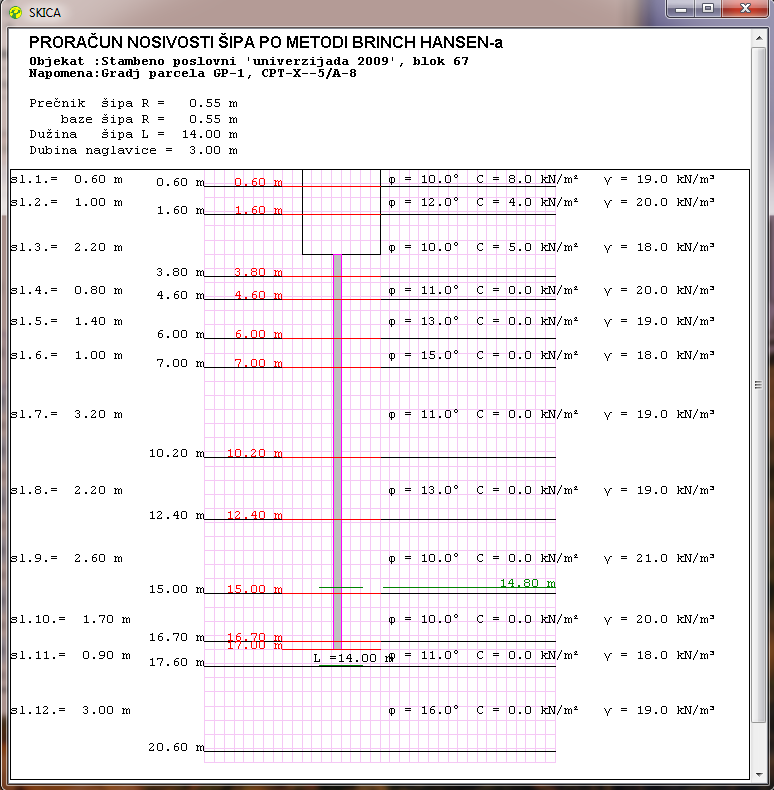 SKICA
PRORAČUN NOSIVOSTI ŠIPA PO METODI BRINCH HANSEN-a
Objekat :Stambeno poslovni 'univerzijada 2009', blok 67
Napomena:Gradj parcela GP-1, CPT-X--5/A-8
Prečnik šipa R = 0.55 m
baze šipa R = 0.55 m
Dužina šipa L = 14.00 m
Dubina naglavice = 3.00 m
sl.1.= 0.60 m φ = 10.0° C = 8.0 kN/m² γ = 19.0 kN/m³
0.60 m 0.60 m
sl.2.= 1.00 m φ = 12.0° C = 4.0 kN/m² γ = 20.0 kN/m³
1.60 m 1.60 m
sl.3.= 2.20 m φ = 10.0° C = 5.0 kN/m² γ = 18.0 kN/m³
3.80 m 3.80 m
sl.4.= 0.80 m φ = 11.0° C = 0.0 kN/m² γ = 20.0 kN/m³
4.60 m 4.60 m
sl.5.= 1.40 m φ = 13.0° C = 0.0 kN/m² γ = 19.0 kN/m³
6.00 m 6.00 m
sl.6.= 1.00 m φ = 15.0° C = 0.0 kN/m² γ = 18.0 kN/m³
7.00 m 7.00 m
sl.7.= 3.20 m φ = 11.0° C = 0.0 kN/m² γ = 19.0 kN/m³
10.20 m 10.20 m
sl.8.= 2.20 m φ = 13.0° C = 0.0 kN/m² γ = 19.0 kN/m³
12.40 m 12.40 m
sl.9.= 2.60 m φ = 10.0° C = 0.0 kN/m² γ = 21.0 kN/m³
14.80 m
15.00 m 15.00 m
sl.10.= 1.70 m φ = 10.0° C = 0.0 kN/m² γ = 20.0 kN/m³
16.70 m 16.70 m
17.00 m
sl.11.= 0.90 m L =14.00 m φ = 11.0° C = 0.0 kN/m² γ = 18.0 kN/m³
17.60 m
sl.12.= 3.00 m φ = 16.0° C = 0.0 kN/m² γ = 19.0 kN/m³
20.60 m